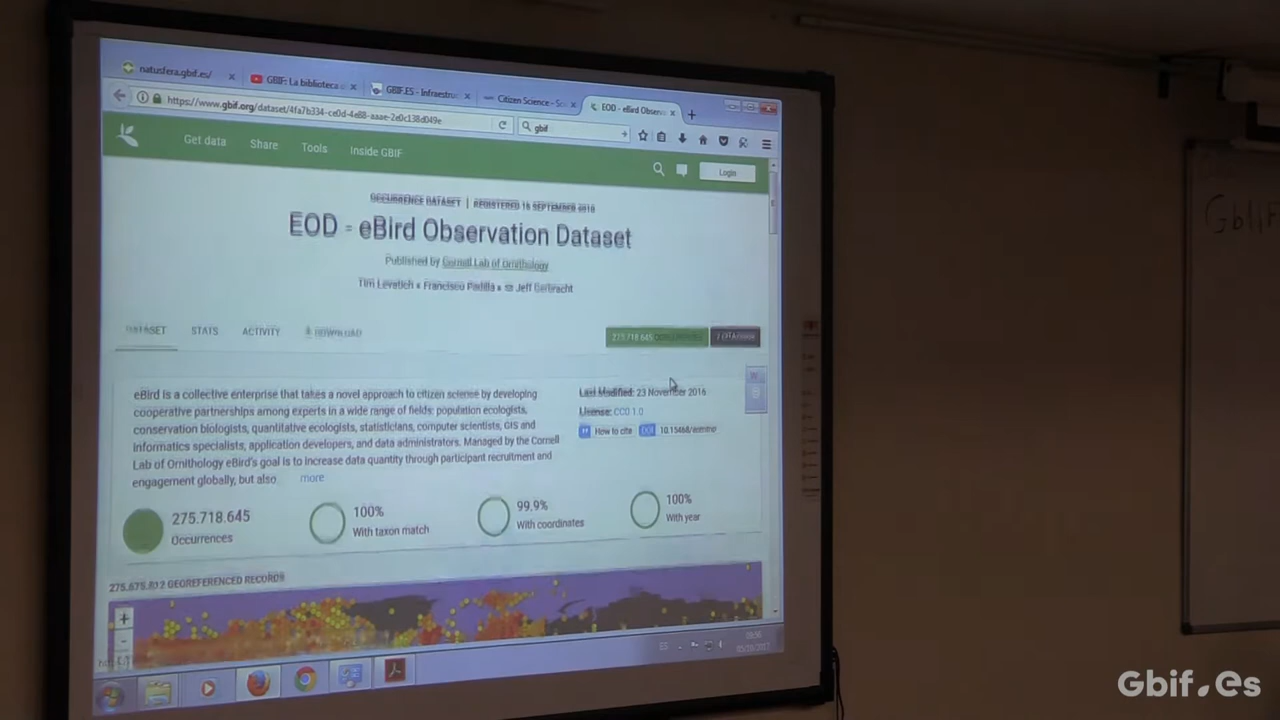 natusfera.gbif.es/
GBIF: La biblioteca
GBIF.ES - Infraestruc
Citizen Science -
EOD - eBird Observ
https://www.gbif.org/dataset/4fa7b334-ce0d-4e88-aaae-2e0c138d049e
gbif
Get data Share Tools Inside GBIF
Login
OCCURRENCE DATASET | REGISTERED 16 SEPTEMBER 2010
EOD - eBird Observation Dataset
Published by Cornell Lab of Ornithology
Tim Levatich • Francisco Padilla • Jeff Gerbracht
DATASET STATS ACTIVITY DOWNLOAD
275.718.645
eBird is a collective enterprise that takes a novel approach to citizen science by developing
cooperative partnerships among experts in a wide range of fields: population ecologists,
conservation biologists, quantitative ecologists, statisticians, computer scientists, GIS and
informatics specialists, application developers, and data administrators. Managed by the Cornell
Lab of Ornithology eBird's goal is to increase data quantity through participant recruitment and
engagement globally, but also more
Last Modified: 23 November 2016
License: CC0 1.0
How to cite DOI
275.718.645
Occurrences
100%
With taxon match
99.9%
With coordinates
100%
With year
GEOREFERENCED RECORDS
+
-
ES
Gbif.es